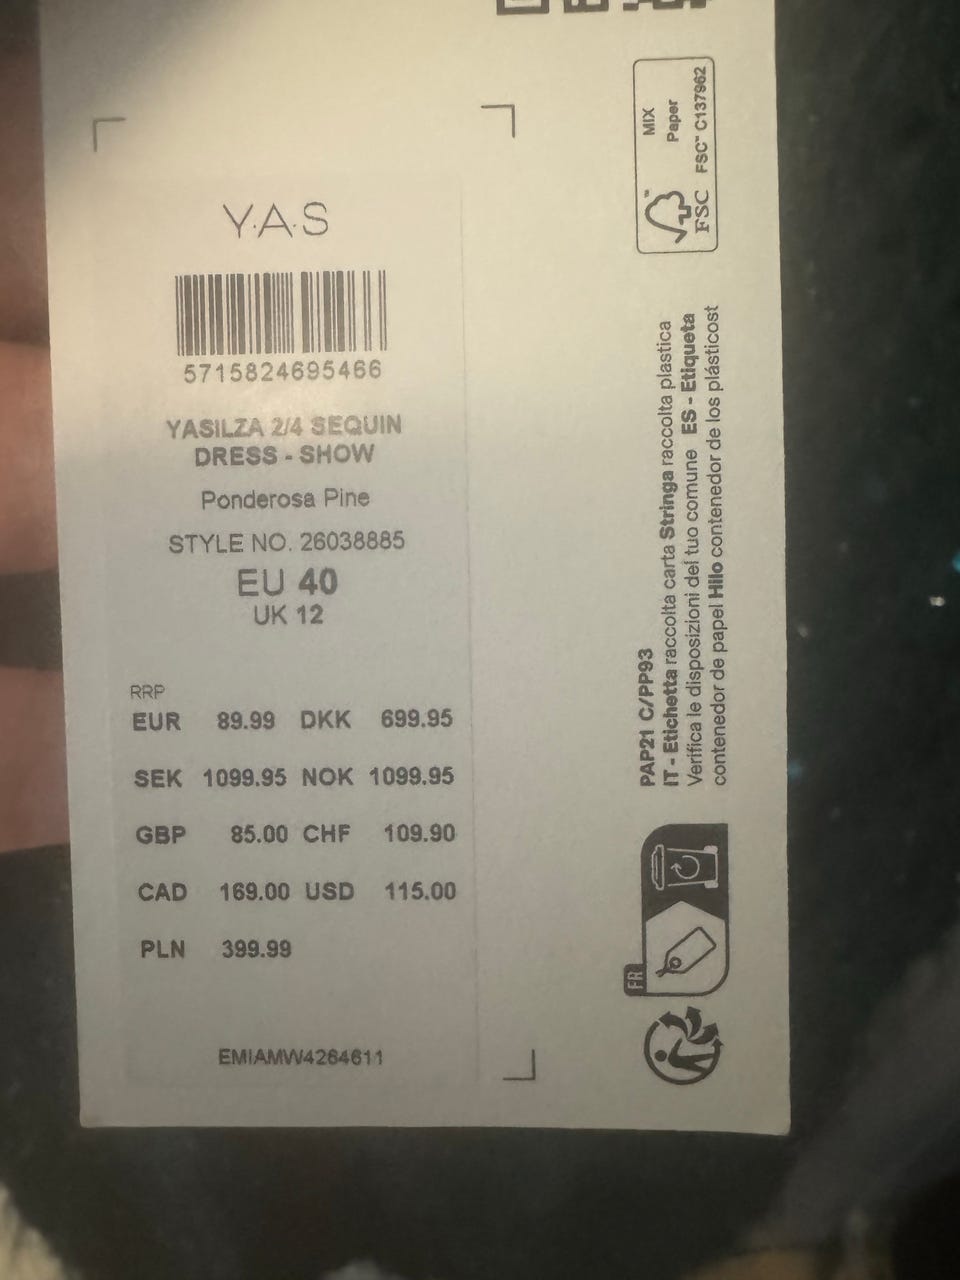 Y.A.S
5715824695466
YASILZA 2/4 SEQUIN
DRESS - SHOW
Ponderosa Pine
STYLE NO. 26038885
EU 40
UK 12
RRP
EUR 89.99 DKK 699.95
SEK 1099.95 NOK 1099.95
GBP 85.00 CHF 109.90
CAD 169.00 USD 115.00
PLN 399.99
EMIAMW4264611
MIX
Paper
FSC
FSC™ C137962
PAP21 C/PP93
IT - Etichetta raccolta carta Stringa raccolta plastica
Verifica le disposizioni del tuo comune ES - Etiqueta
contenedor de papel Hilo contenedor de los plásticost
FR